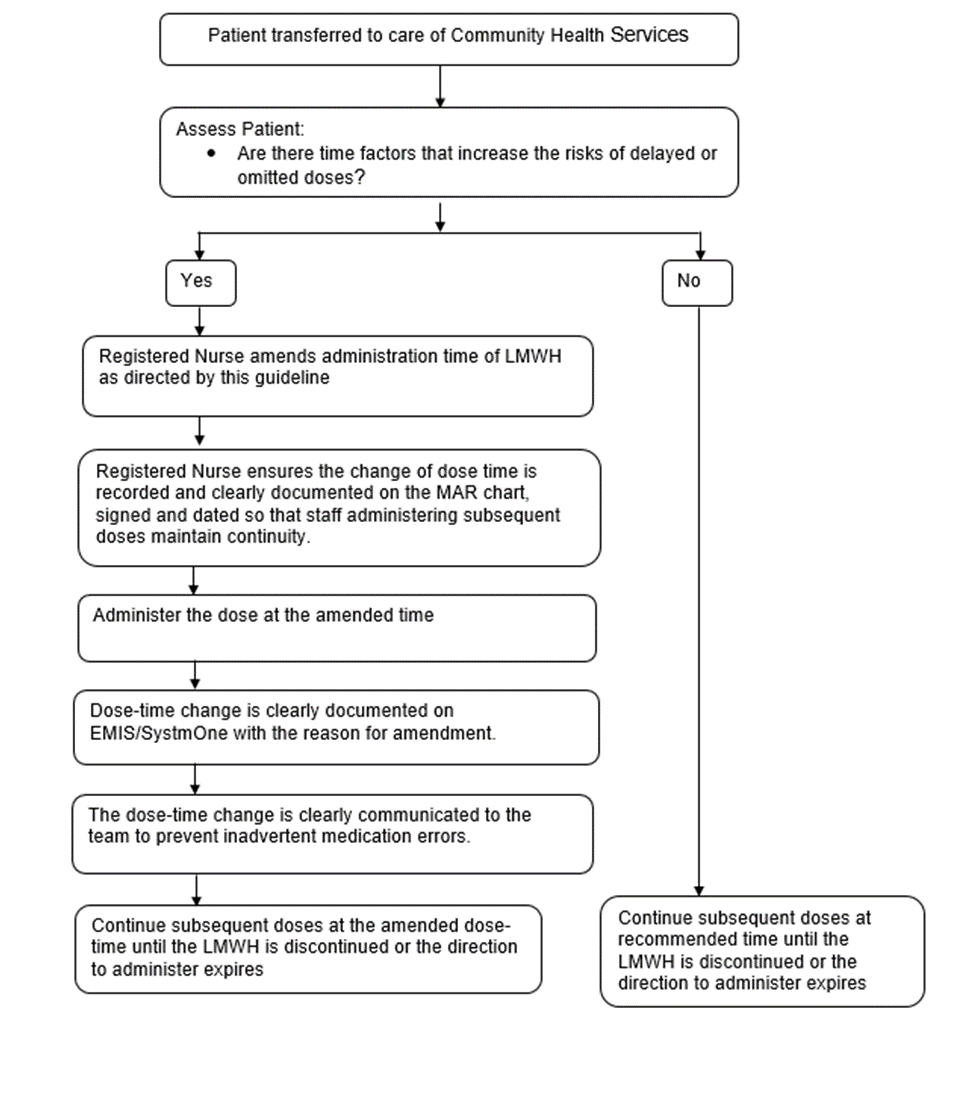 Patient transferred to care of Community Health Services
Assess Patient:
• Are there time factors that increase the risks of delayed or
omitted doses?
Yes
No
Registered Nurse amends administration time of LMWH
as directed by this guideline
Registered Nurse ensures the change of dose time is
recorded and clearly documented on the MAR chart,
signed and dated so that staff administering subsequent
doses maintain continuity.
Administer the dose at the amended time
Dose-time change is clearly documented on
EMIS/SystmOne with the reason for amendment.
The dose-time change is clearly communicated to the
team to prevent inadvertent medication errors.
Continue subsequent doses at the amended dose-
time until the LMWH is discontinued or the direction
to administer expires
Continue subsequent doses at
recommended time until the
LMWH is discontinued or the
direction to administer expires